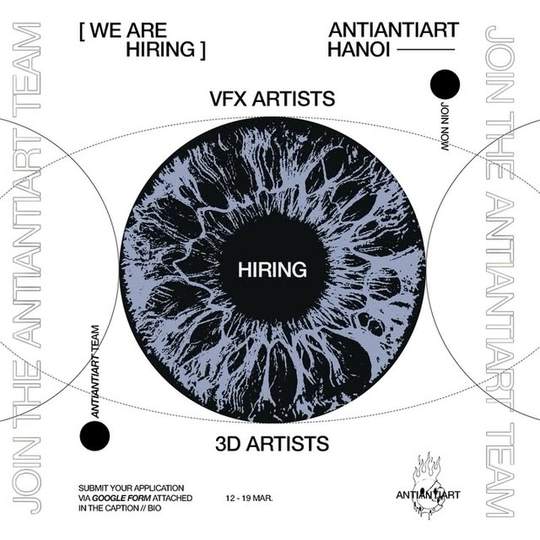 [ WE ARE
HIRING ]
ANTIANTIART
HANOI
JOIN THE ANTIANTIART TEAM
JOIN THE ANTIANTIART TEAM
JOIN NOW
VFX ARTISTS
HIRING
ANTIANTIART TEAM
3D ARTISTS
SUBMIT YOUR APPLICATION
VIA GOOGLE FORM ATTACHED
IN THE CAPTION // BIO
12 - 19 MAR.
ANTIANTIART